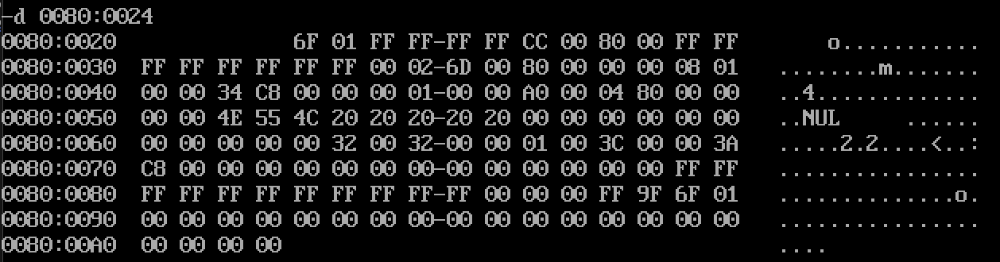 -d 0080:0024
0080:0020              6F 01 FF FF-FF FF CC 00 80 00 FF FF       o...........
0080:0030  FF FF FF FF FF FF 00 02-6D 00 80 00 00 00 08 01   ........m.......
0080:0040  00 00 34 C8 00 00 00 01-00 00 A0 00 04 80 00 00   ..4.............
0080:0050  00 00 4E 55 4C 20 20 20-20 20 00 00 00 00 00 00   ..NUL     ......
0080:0060  00 00 00 00 00 32 00 32-00 00 01 00 3C 00 00 3A   .....2.2....<..:
0080:0070  C8 00 00 00 00 00 00 00-00 00 00 00 00 00 FF FF   ................
0080:0080  FF FF FF FF FF FF FF FF-FF 00 00 00 FF 9F 6F 01   ..............o.
0080:0090  00 00 00 00 00 00 00 00-00 00 00 00 00 00 00 00   ................
0080:00A0  00 00 00 00                                       ....